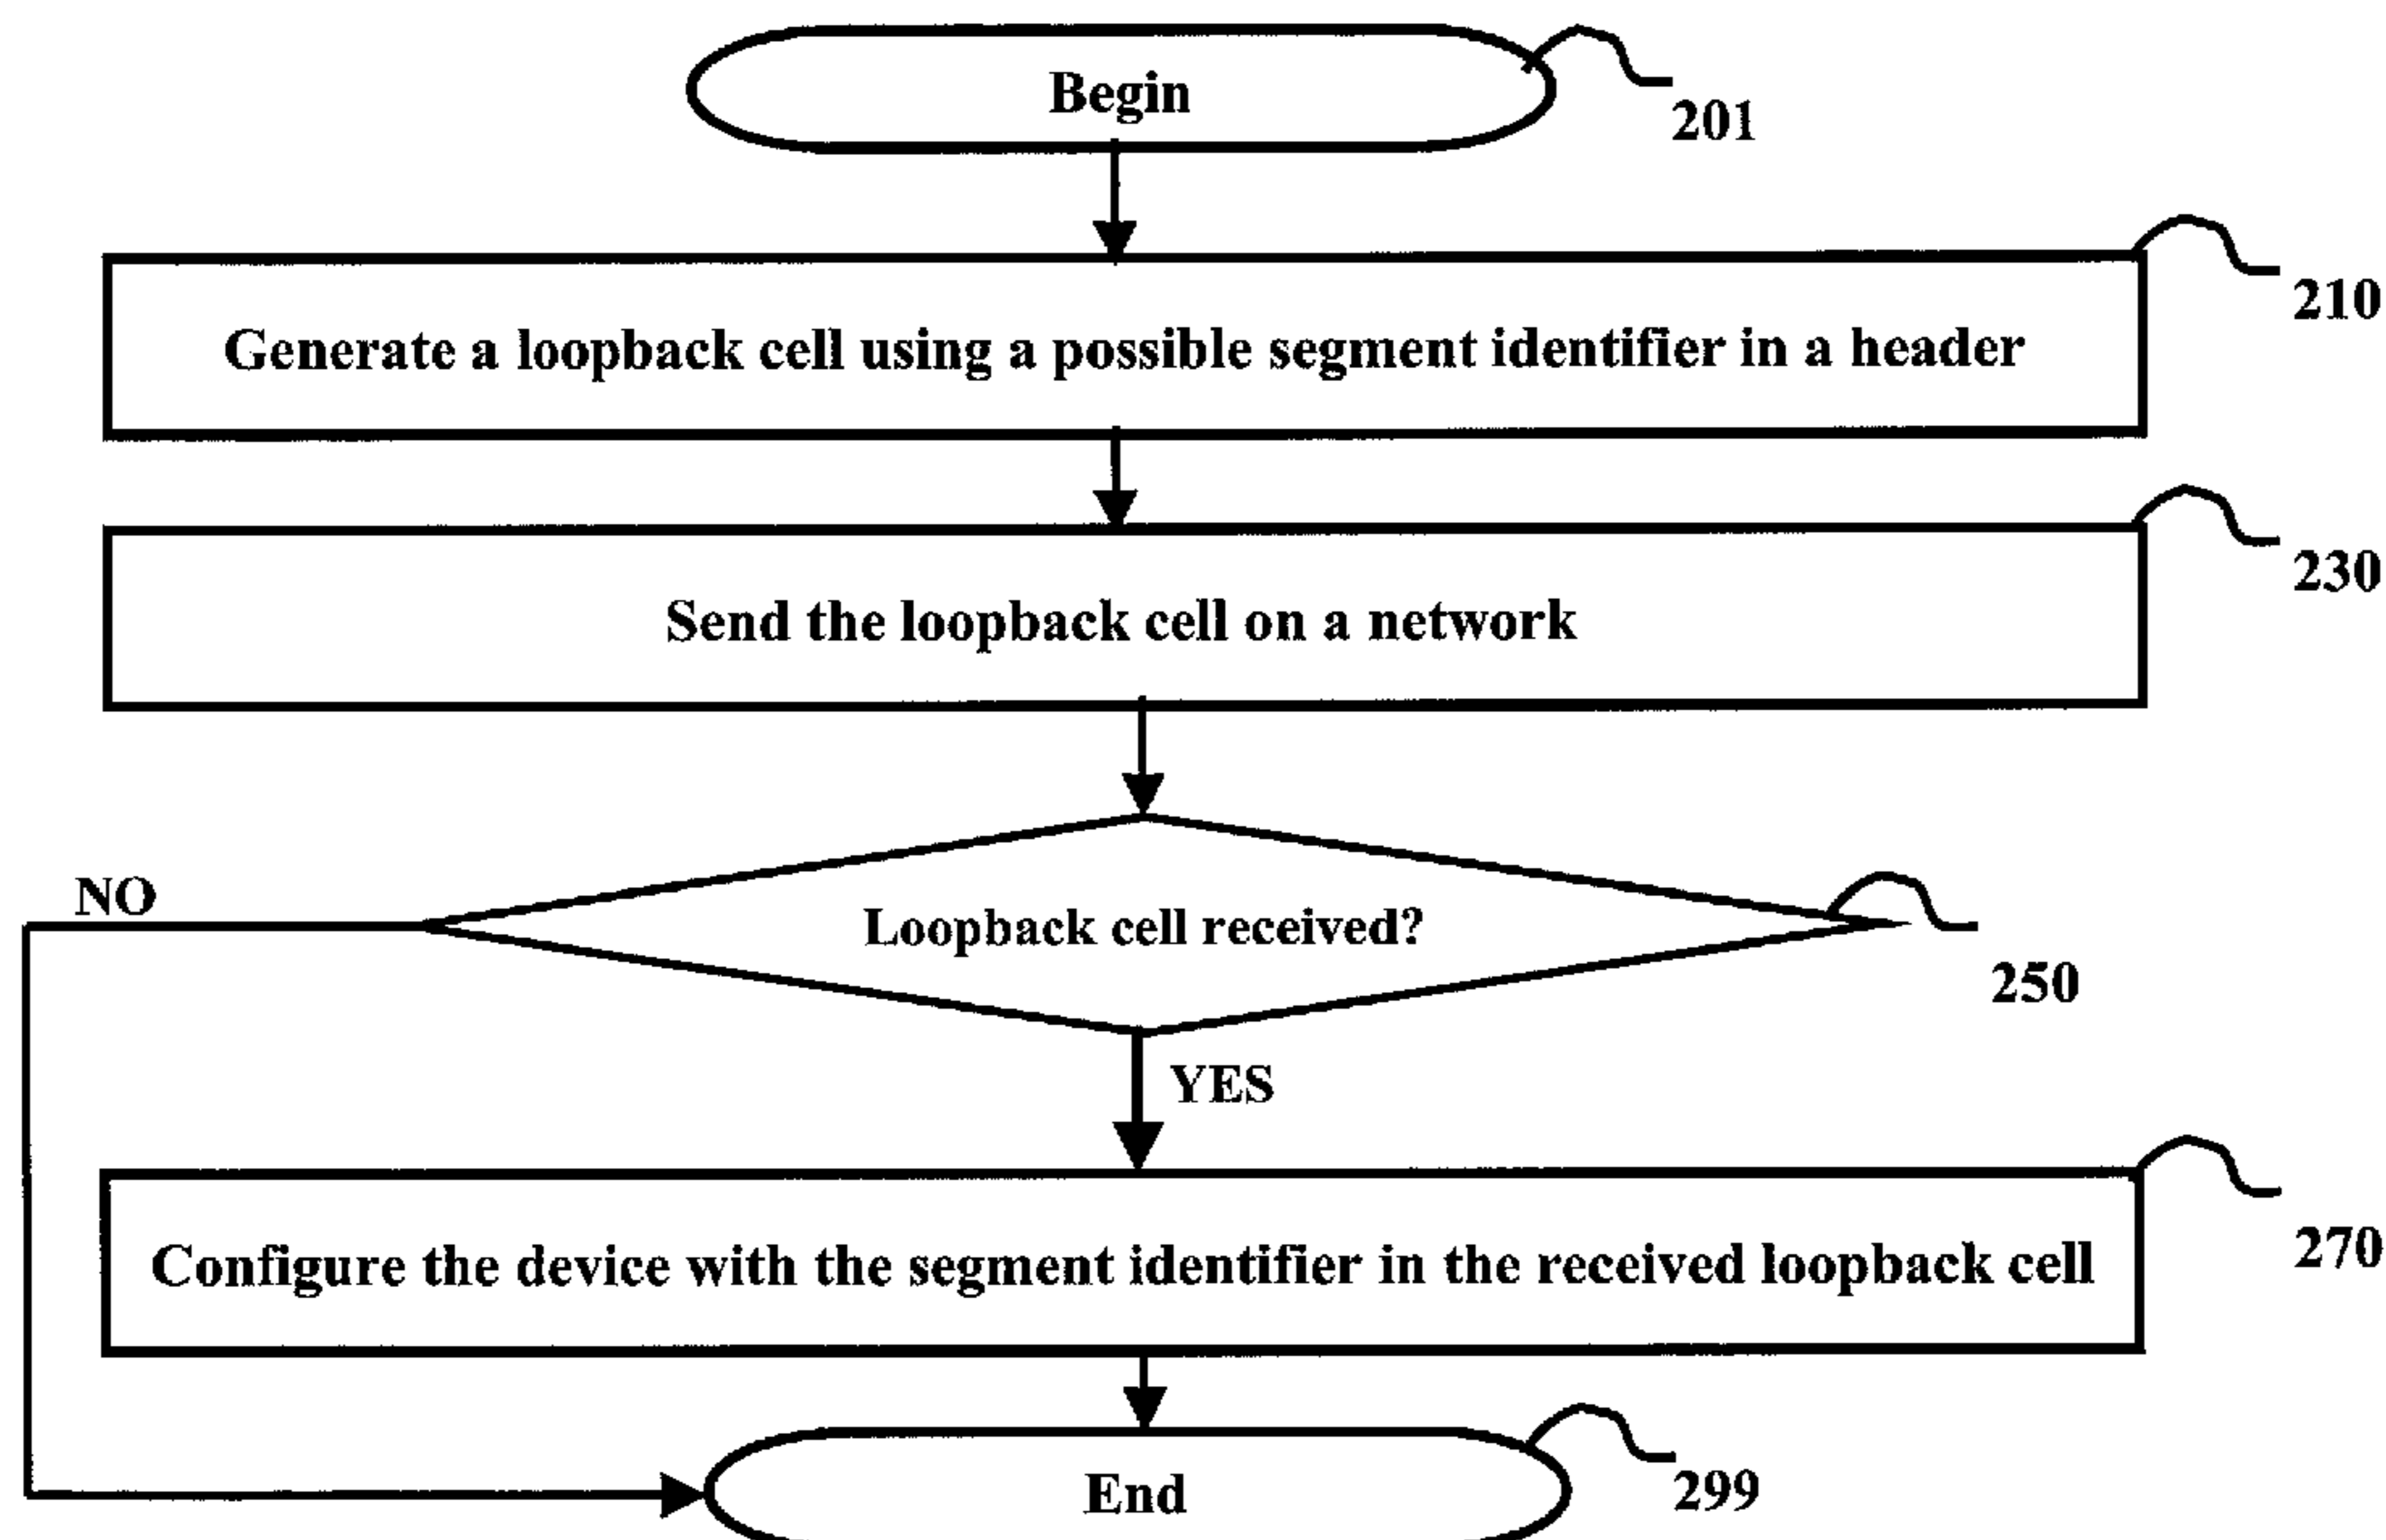 Begin
201
210
Generate a loopback cell using a possible segment identifier in a header
230
Send the loopback cell on a network
NO
Loopback cell received?
250
YES
270
Configure the device with the segment identifier in the received loopback cell
End
299